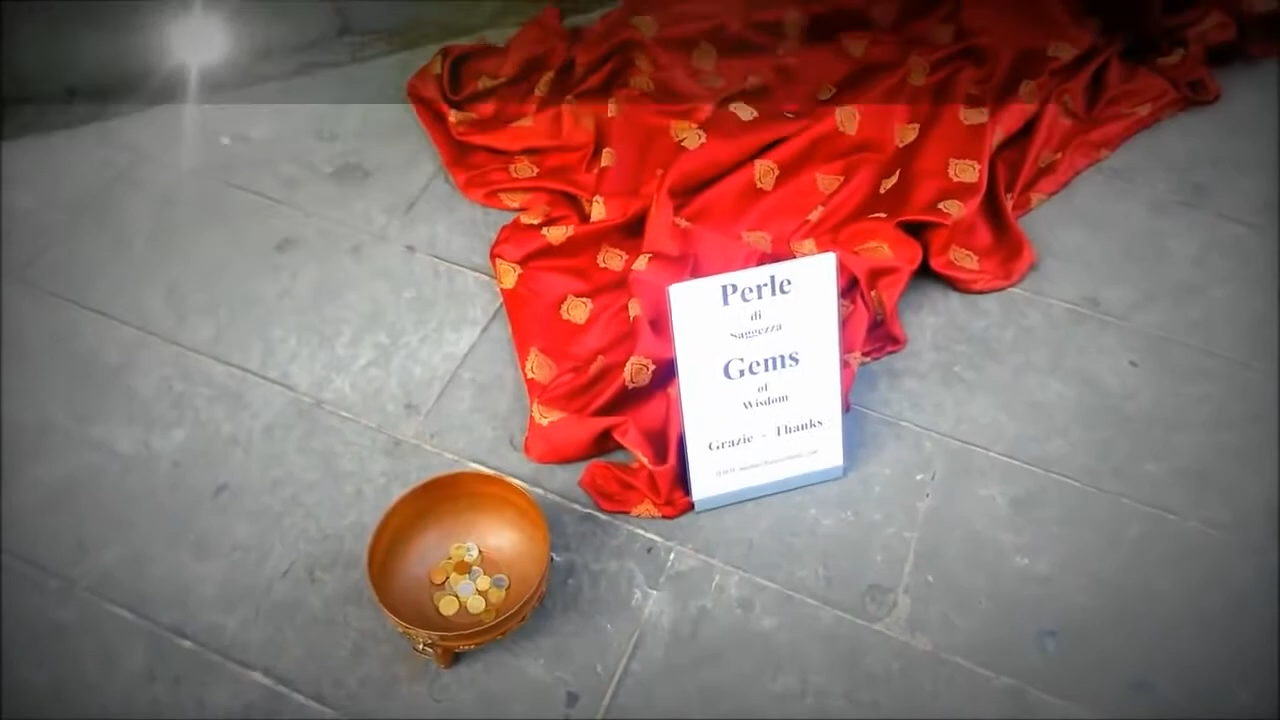 Perle
di
Saggezza
Gems
of
Wisdom
Grazie - Thanks